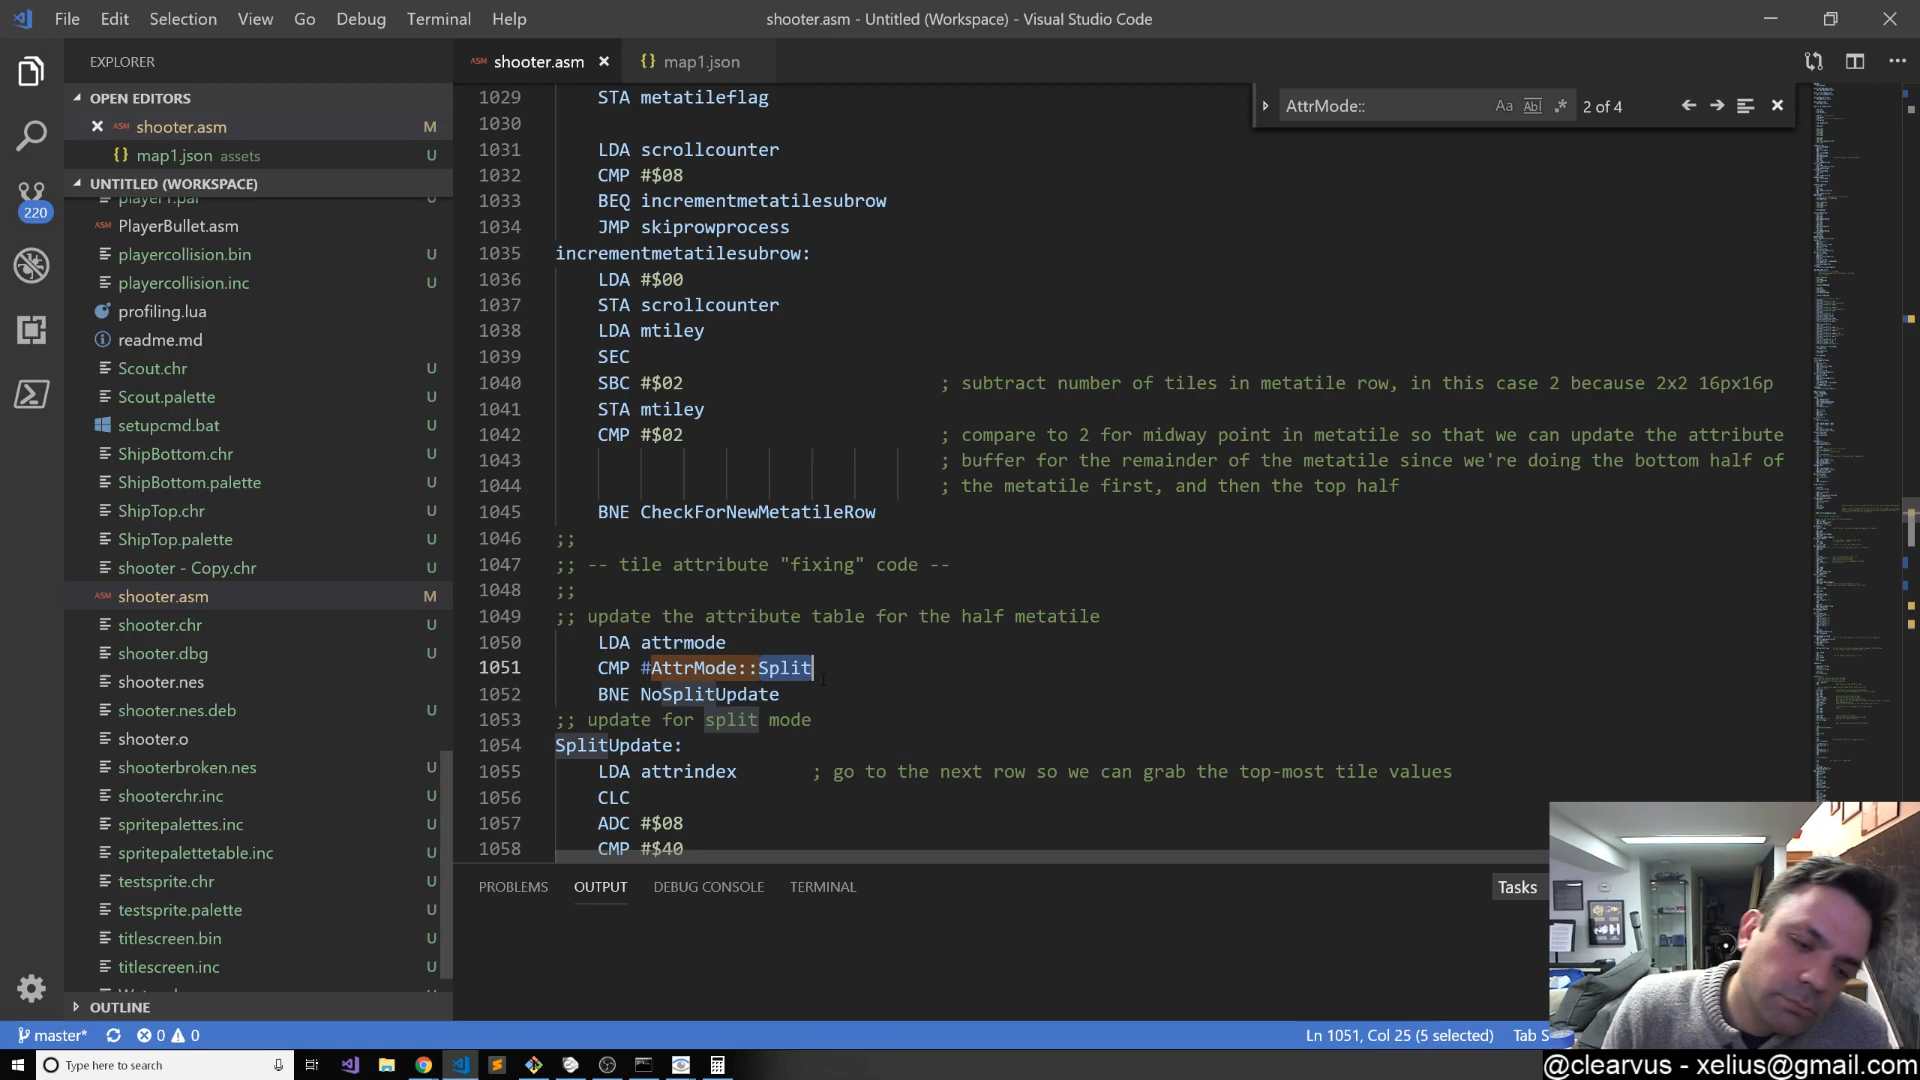 File Edit Selection View Go Debug Terminal Help
shooter.asm - Untitled (Workspace) - Visual Studio Code
EXPLORER
OPEN EDITORS
ASM shooter.asm M
{} map1.json assets U
UNTITLED (WORKSPACE)
PlayerBullet.asm
playercollision.bin U
playercollision.inc U
profiling.lua
readme.md
Scout.chr U
Scout.palette U
setupcmd.bat U
ShipBottom.chr U
ShipBottom.palette U
ShipTop.chr U
ShipTop.palette U
shooter - Copy.chr U
ASM shooter.asm M
shooter.chr U
shooter.dbg U
shooter.nes
shooter.nes.deb U
shooter.o
shooterbroken.nes U
shooterchr.inc U
spritepalettes.inc U
spritepalettetable.inc U
testsprite.chr U
testsprite.palette U
titlescreen.bin U
titlescreen.inc U
OUTLINE
220
ASM shooter.asm
{} map1.json
AttrMode:: Aa Abl .* 2 of 4
1029 STA metatileflag
1030
1031 LDA scrollcounter
1032 CMP #$08
1033 BEQ incrementmetatilesubrow
1034 JMP skiprowprocess
1035 incrementmetatilesubrow:
1036 LDA #$00
1037 STA scrollcounter
1038 LDA mtiley
1039 SEC
1040 SBC #$02 ; subtract number of tiles in metatile row, in this case 2 because 2x2 16px16p
1041 STA mtiley
1042 CMP #$02 ; compare to 2 for midway point in metatile so that we can update the attribute
1043 ; buffer for the remainder of the metatile since we're doing the bottom half of
1044 ; the metatile first, and then the top half
1045 BNE CheckForNewMetatileRow
1046 ;;
1047 ;; -- tile attribute "fixing" code --
1048 ;;
1049 ;; update the attribute table for the half metatile
1050 LDA attrmode
1051 CMP #AttrMode::Split
1052 BNE NoSplitUpdate
1053 ;; update for split mode
1054 SplitUpdate:
1055 LDA attrindex ; go to the next row so we can grab the top-most tile values
1056 CLC
1057 ADC #$08
1058 CMP #$40
PROBLEMS OUTPUT DEBUG CONSOLE TERMINAL
Tasks
master* 0 0
Ln 1051, Col 25 (5 selected) Tab S
Type here to search
@clearvus - xelius@gmail.com